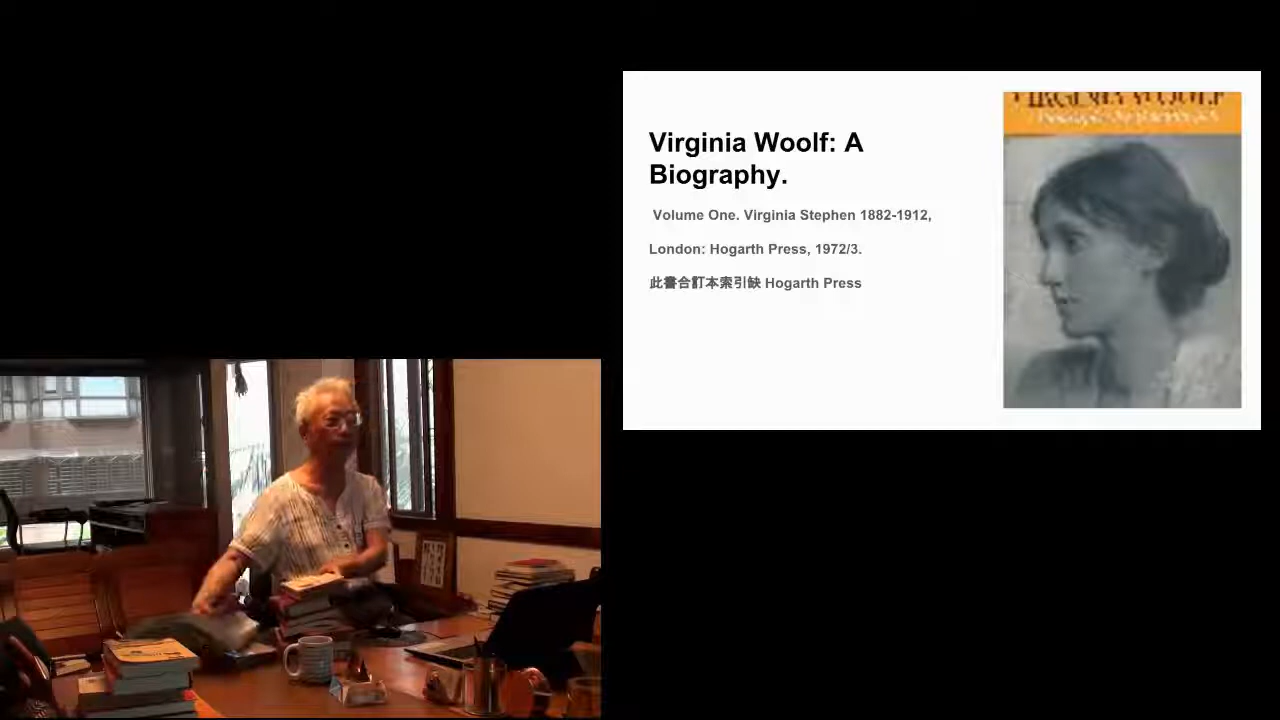 Virginia Woolf: A
Biography.
Volume One. Virginia Stephen 1882-1912,
London: Hogarth Press, 1972/3.
此書合訂本索引缺 Hogarth Press
VIRGINIA WOOLF